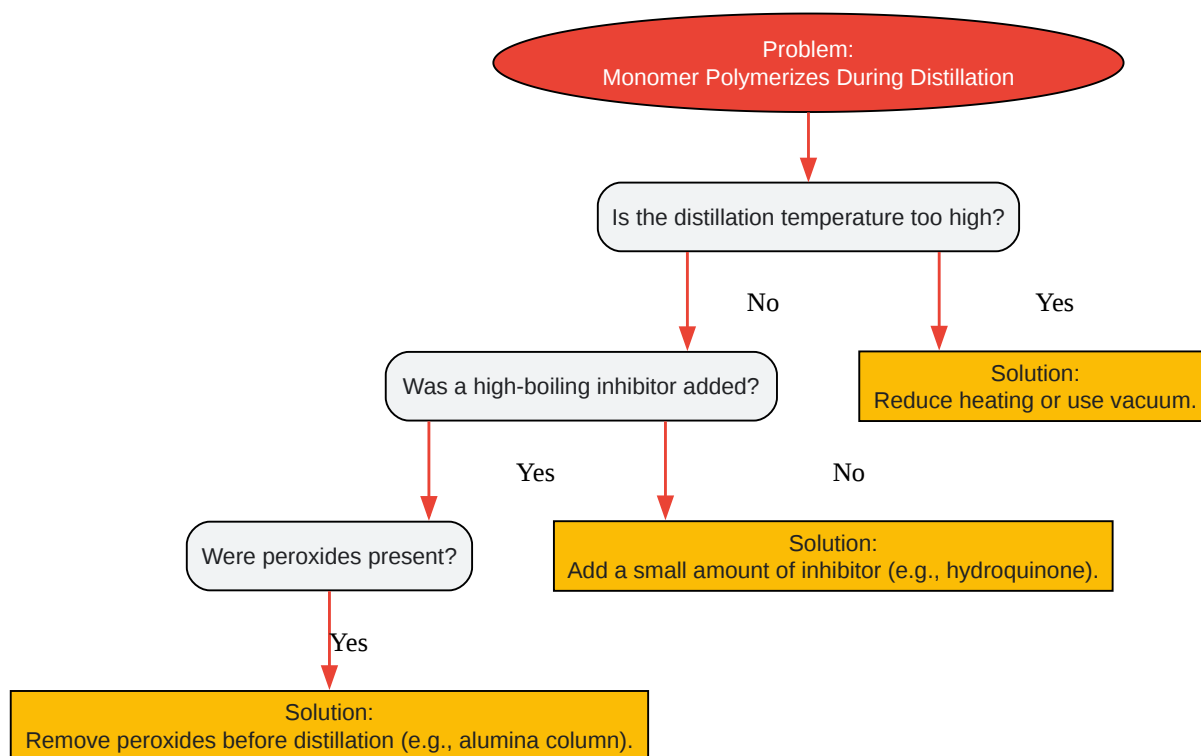 Problem:
Monomer Polymerizes During Distillation
Is the distillation temperature too high?
No
Yes
Was a high-boiling inhibitor added?
Solution:
Reduce heating or use vacuum.
Yes
No
Were peroxides present?
Solution:
Add a small amount of inhibitor (e.g., hydroquinone).
Yes
Solution:
Remove peroxides before distillation (e.g., alumina column).